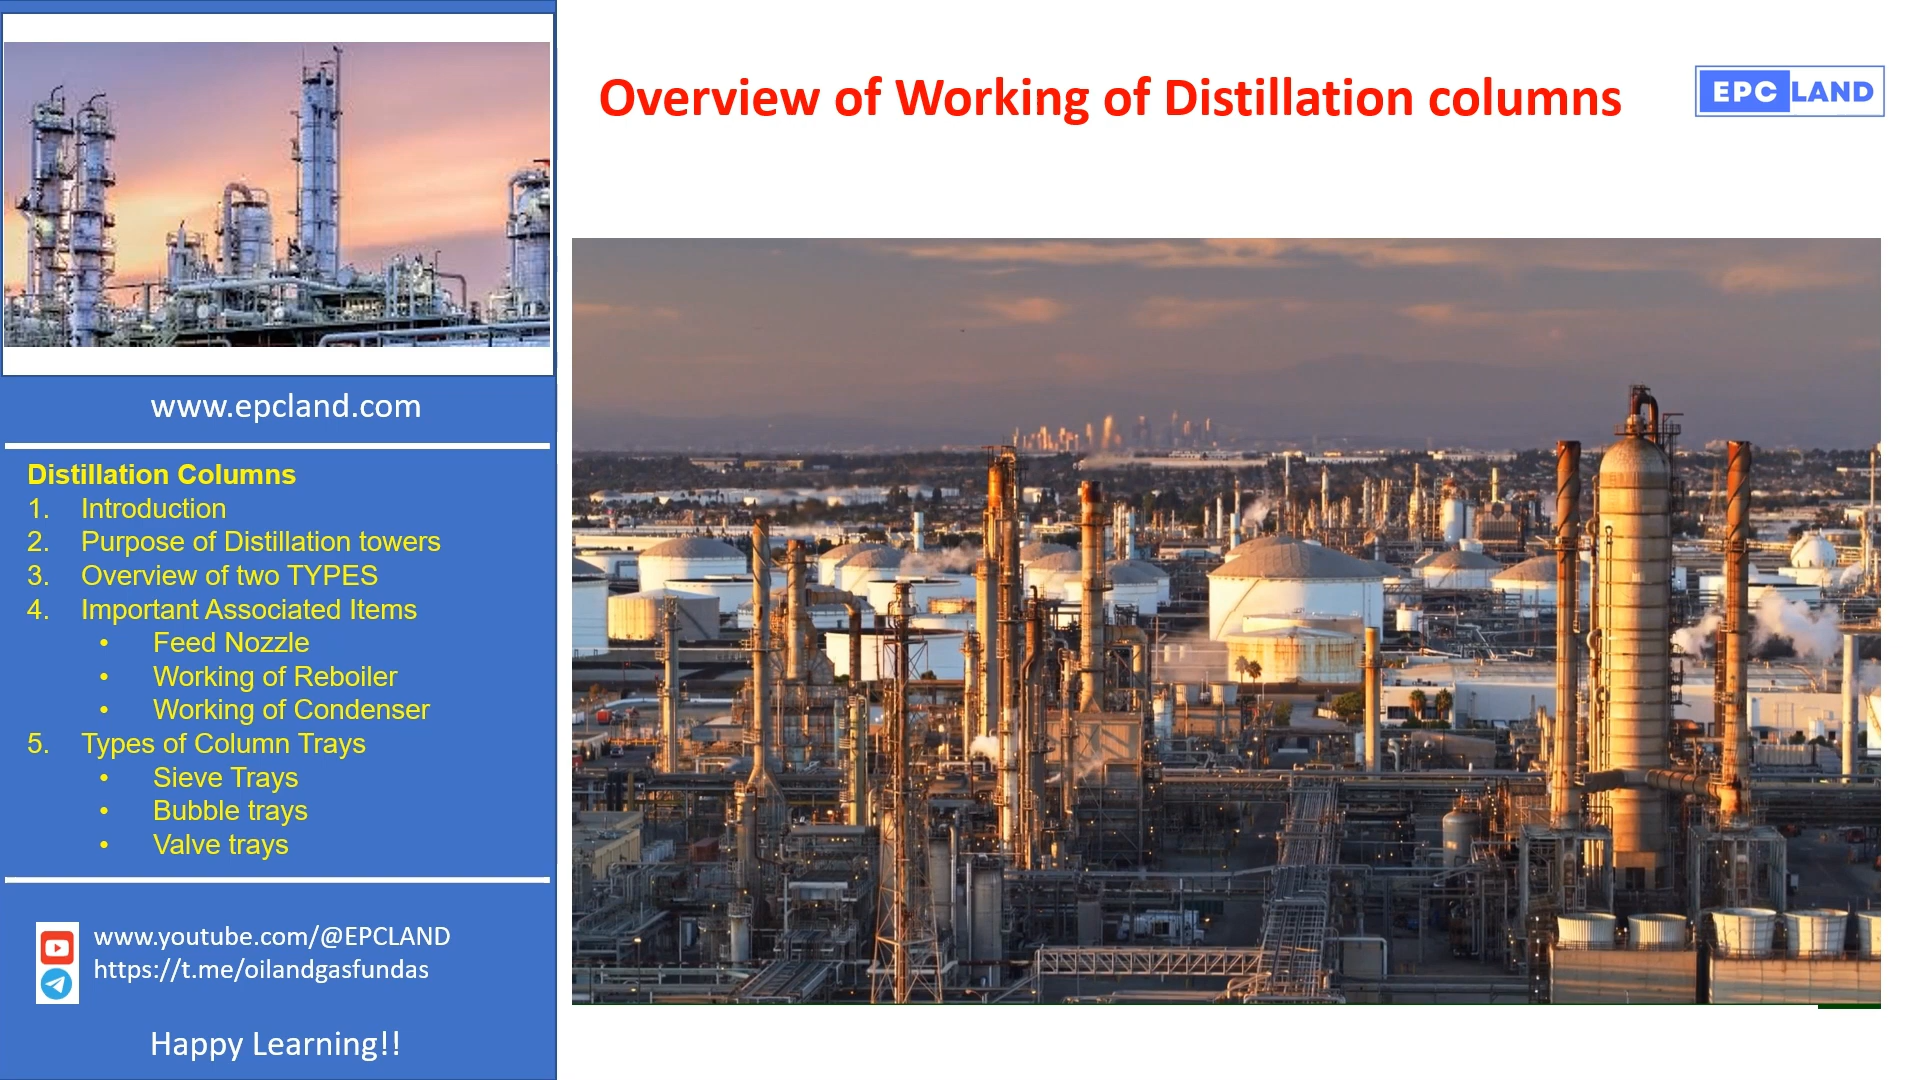 Overview of Working of Distillation columns
EPC LAND
www.epcland.com
Distillation Columns
1. Introduction
2. Purpose of Distillation towers
3. Overview of two TYPES
4. Important Associated Items
• Feed Nozzle
• Working of Reboiler
• Working of Condenser
5. Types of Column Trays
• Sieve Trays
• Bubble trays
• Valve trays
www.youtube.com/@EPCLAND
https://t.me/oilandgasfundas
Happy Learning!!